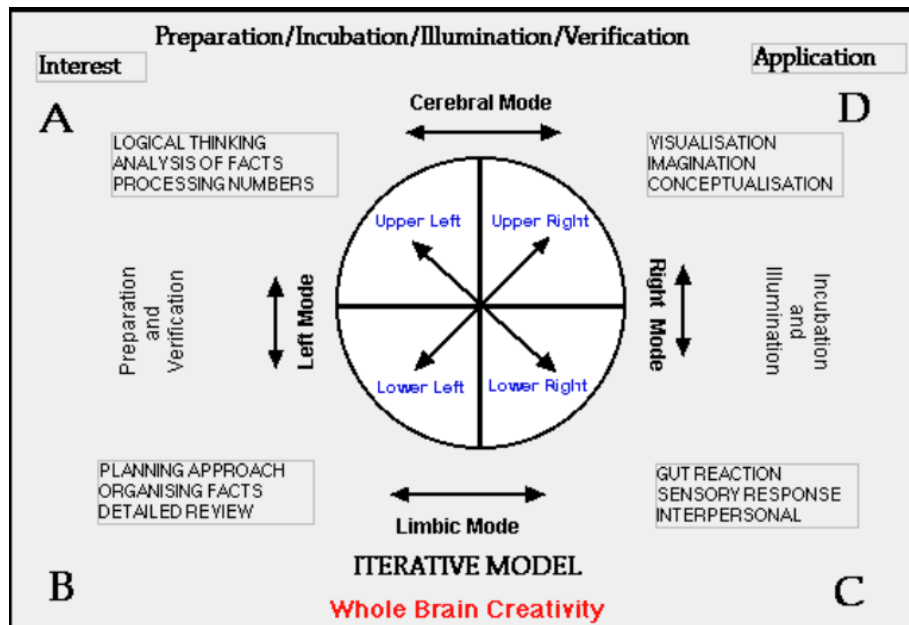 Preparation/Incubation/Illumination/Verification
Interest
Application
A
D
Cerebral Mode
LOGICAL THINKING
ANALYSIS OF FACTS
PROCESSING NUMBERS
VISUALISATION
IMAGINATION
CONCEPTUALISATION
Upper Left
Upper Right
Preparation
and
Verification
Left Mode
Right Mode
Incubation
and
Illumination
Lower Left
Lower Right
PLANNING APPROACH
ORGANISING FACTS
DETAILED REVIEW
GUT REACTION
SENSORY RESPONSE
INTERPERSONAL
Limbic Mode
ITERATIVE MODEL
B
C
Whole Brain Creativity